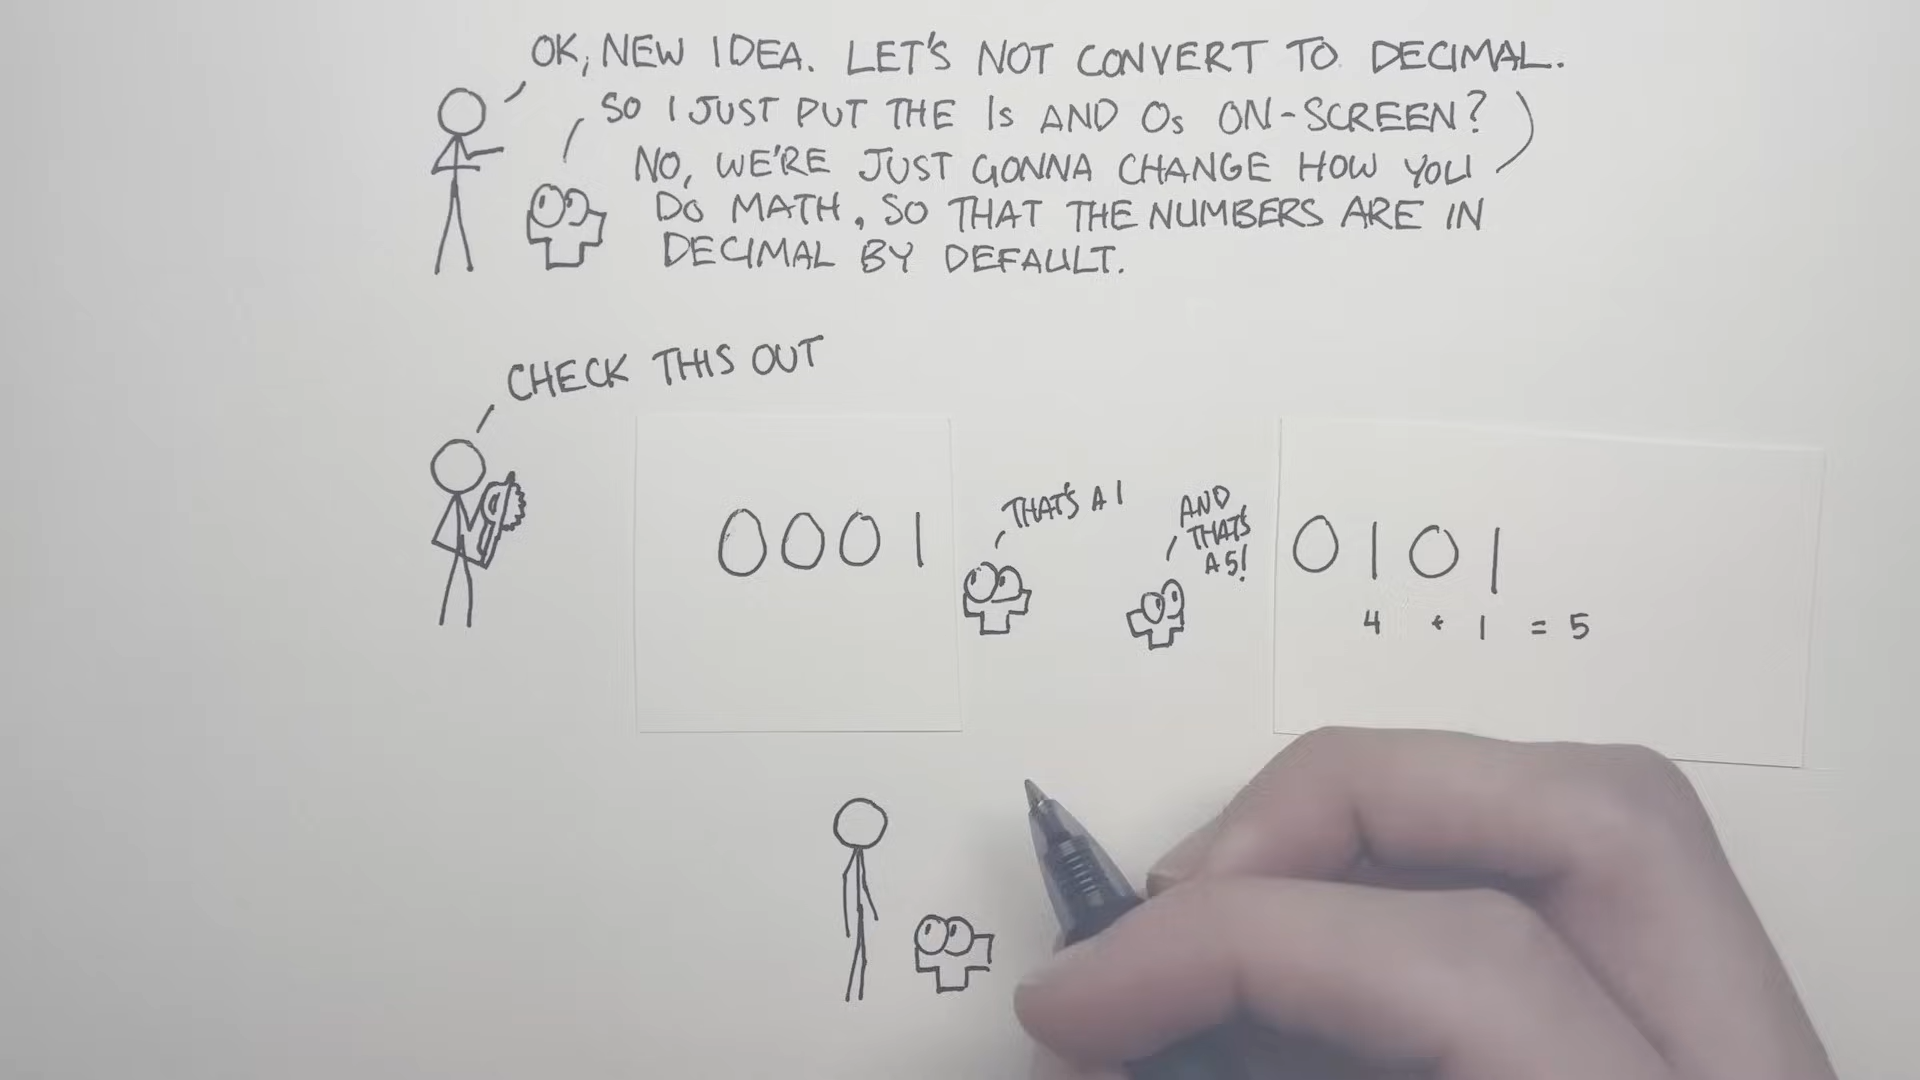 OK, NEW IDEA. LET'S NOT CONVERT TO DECIMAL.
SO I JUST PUT THE 1s AND 0s ON-SCREEN?
NO, WE'RE JUST GONNA CHANGE HOW YOU
DO MATH, SO THAT THE NUMBERS ARE IN
DECIMAL BY DEFAULT.
CHECK THIS OUT
0001
THAT'S A 1
AND
THAT'S
A 5!
0101
4 + 1 = 5